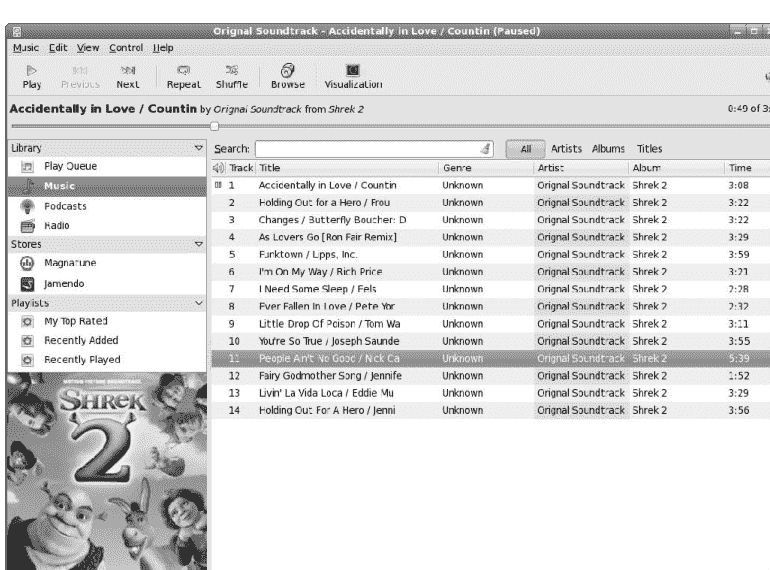 Orignal Soundtrack - Accidentally in Love / Countin (Paused)
Music Edit View Control Help
Play Previous Next Repeat Shuffle Browse Visualization
Accidentally in Love / Countin by Orignal Soundtrack from Shrek 2 0:49 of 3:
Library Search: All Artists Albums Titles
Play Queue Track Title Genre Artist Album Time
Music 1 Accidentally in Love / Countin Unknown Orignal Soundtrack Shrek 2 3:08
Podcasts 2 Holding Out for a Hero / Frou Unknown Orignal Soundtrack Shrek 2 3:22
Radio 3 Changes / Butterfly Boucher: D Unknown Orignal Soundtrack Shrek 2 3:22
Stores 4 As Lovers Go [Ron Fair Remix] Unknown Orignal Soundtrack Shrek 2 3:29
Magnatune 5 Funktown / Lipps, Inc. Unknown Orignal Soundtrack Shrek 2 3:59
Jamendo 6 I'm On My Way / Rich Price Unknown Orignal Soundtrack Shrek 2 3:21
7 I Need Some Sleep / Eels Unknown Orignal Soundtrack Shrek 2 2:28
Playlists 8 Ever Fallen In Love / Pete Yor Unknown Orignal Soundtrack Shrek 2 2:32
My Top Rated 9 Little Drop Of Poison / Tom Wa Unknown Orignal Soundtrack Shrek 2 3:11
Recently Added 10 You're So True / Joseph Saunde Unknown Orignal Soundtrack Shrek 2 3:55
Recently Played 11 People Ain't No Good / Nick Ca Unknown Orignal Soundtrack Shrek 2 5:39
12 Fairy Godmother Song / Jennife Unknown Orignal Soundtrack Shrek 2 1:52
13 Livin' La Vida Loca / Eddie Mu Unknown Orignal Soundtrack Shrek 2 3:29
14 Holding Out For A Hero / Jenni Unknown Orignal Soundtrack Shrek 2 3:56
MOTION PICTURE SOUNDTRACK
SHREK
2